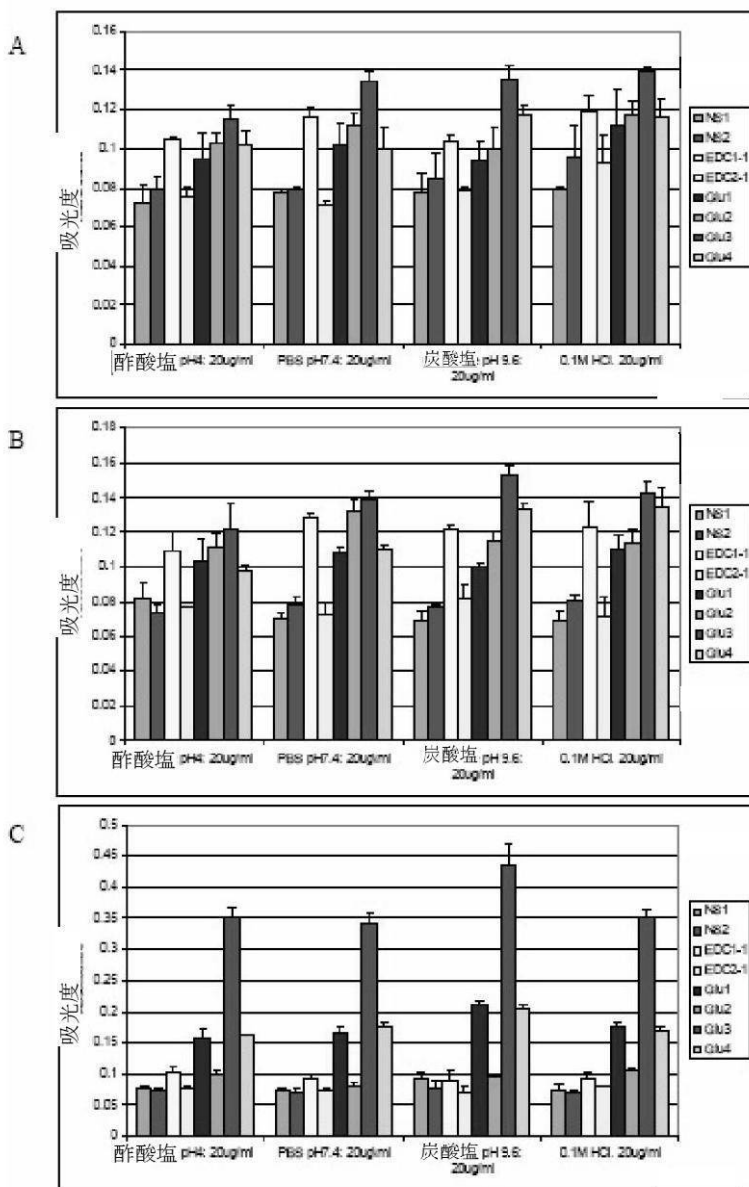 A
0.16
0.14
0.12
0.1
0.08
0.06
0.04
0.02
0
吸光度
酢酸塩 pH4: 20ug/ml
PBS pH7.4: 20ug/ml
炭酸塩 pH 9.6:
20ug/ml
0.1M HCl. 20ug/ml
NS1
NS2
EDC1-1
EDC2-1
Glu1
Glu2
Glu3
Glu4
B
0.18
0.16
0.14
0.12
0.1
0.08
0.06
0.04
0.02
0
吸光度
酢酸塩 pH4: 20ug/ml
PBS pH7.4: 20ug/ml
炭酸塩 pH 9.6:
20ug/ml
0.1M HCl. 20ug/ml
NS1
NS2
EDC1-1
EDC2-1
Glu1
Glu2
Glu3
Glu4
C
0.5
0.45
0.4
0.35
0.3
0.25
0.2
0.15
0.1
0.05
0
吸光度
酢酸塩 pH4: 20ug/ml
PBS pH7.4: 20ug/ml
炭酸塩 pH 9.6:
20ug/ml
0.1M HCl. 20ug/ml
NS1
NS2
EDC1-1
EDC2-1
Glu1
Glu2
Glu3
Glu4